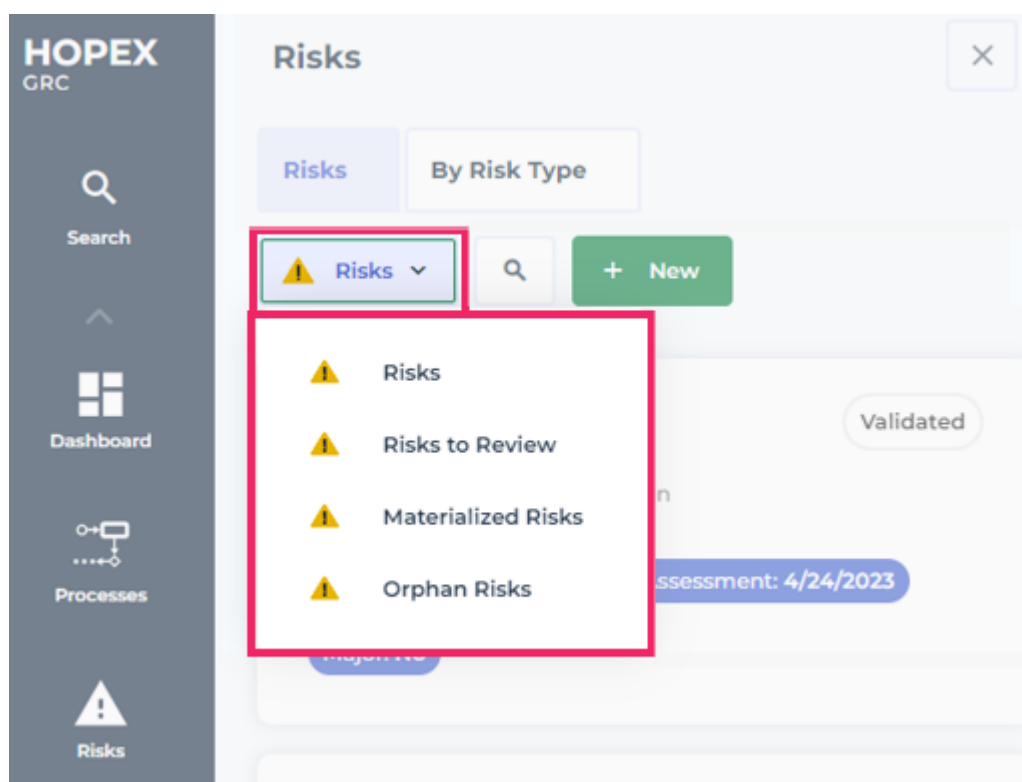 HOPEX
GRC
Search
Dashboard
Processes
Risks
Risks
Risks
By Risk Type
Risks
New
Risks
Risks to Review
Materialized Risks
Orphan Risks
Validated
ssessment: 4/24/2023